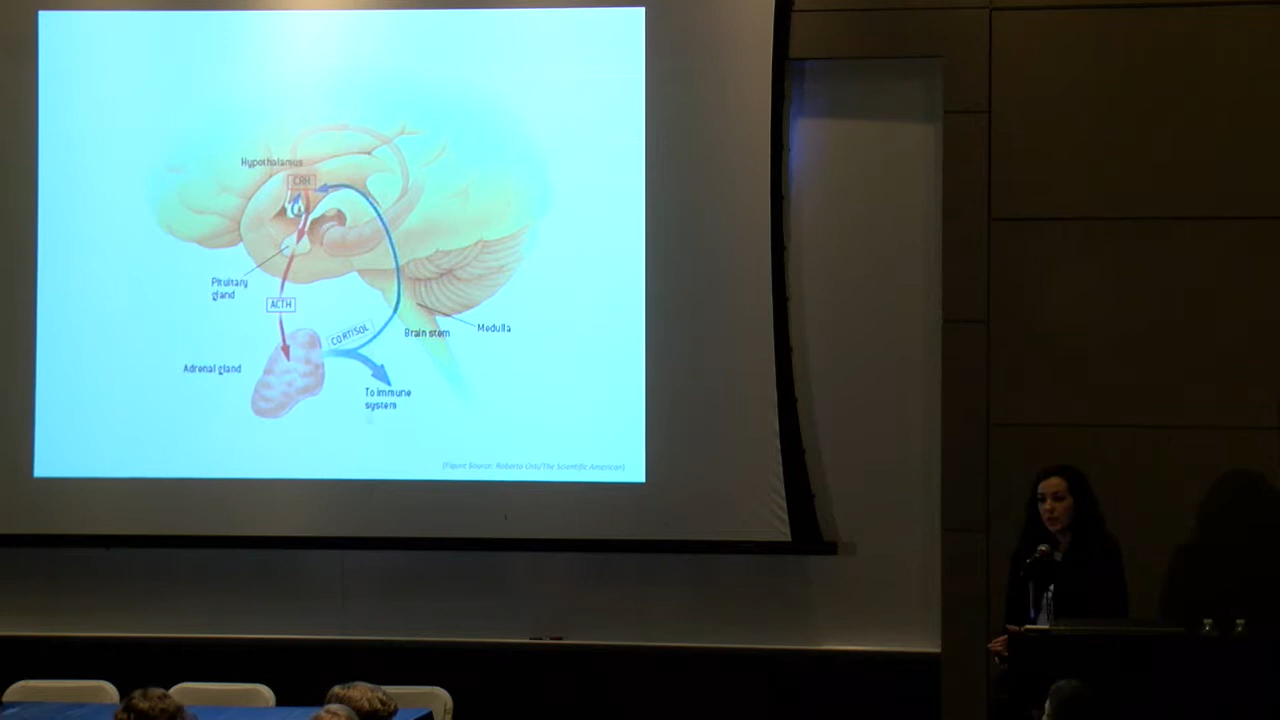 Hypothalamus
CRH
Pituitary
gland
ACTH
CORTISOL
Brain stem
Medulla
Adrenal gland
To immune
system
(Figure Source: Roberto Osti/The Scientific American)